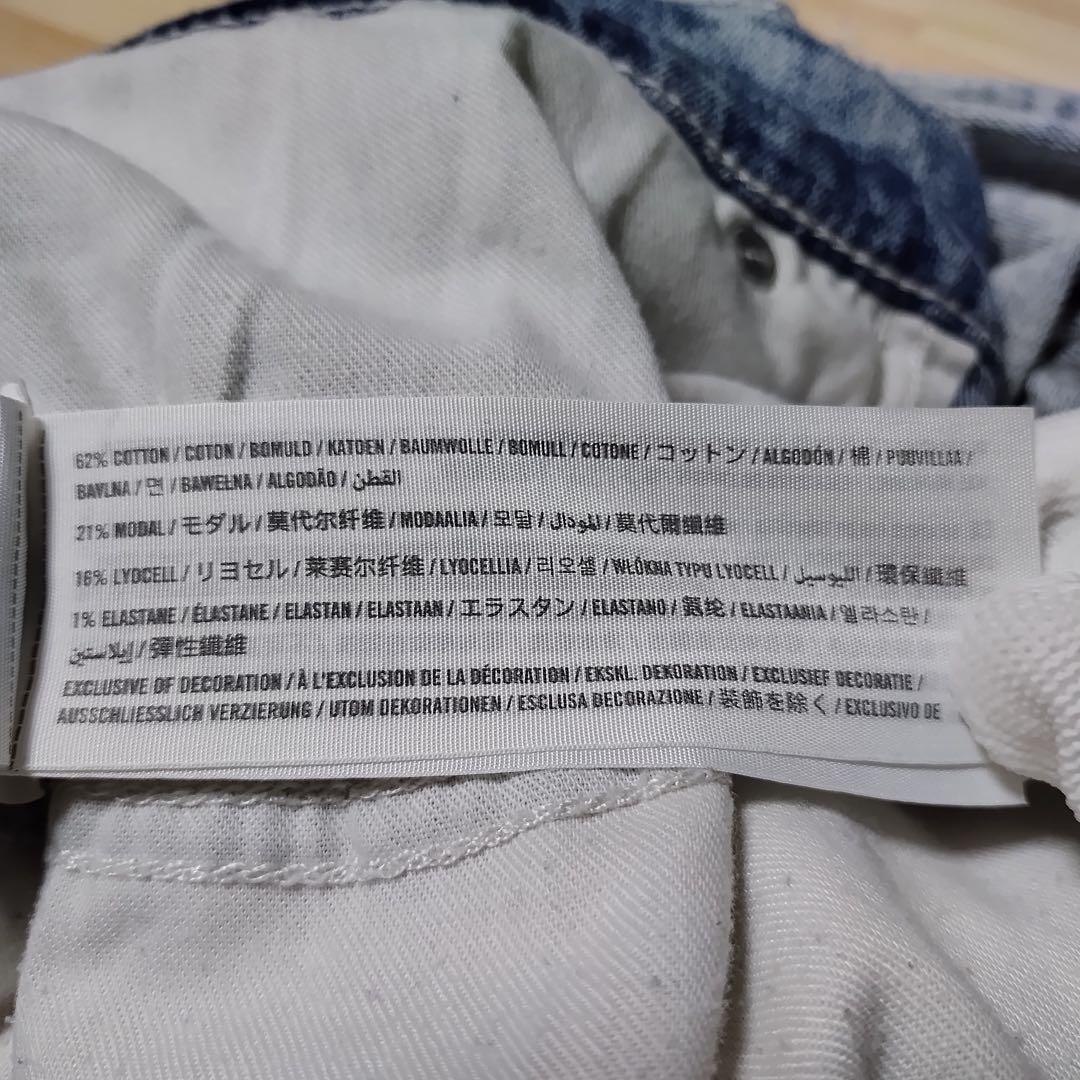 62% COTTON / COTON / BOMULD / KATOEN / BAUMWOLLE / BOMULL / COTONE / コットン / ALGODÓN / 棉 / PUUVILLAA /
BAVLNA / 면 / BAWEŁNA / ALGODÃO / القطن
21% MODAL / モダル / 莫代尔纤维 / MODAALIA / 모달 / للودال / 莫代爾纖維
16% LYOCELL / リヨセル / 莱赛尔纤维 / LYOCELLIA / 리오셀 / WŁÓKNA TYPU LYOCELL / الليوسيل / 環保纖維
1% ELASTANE / ÉLASTANE / ELASTAN / ELASTAAN / エラスタン / ELASTANO / 氨纶 / ELASTAANIA / 엘라스탄 /
إيلاستين / 彈性纖維
EXCLUSIVE OF DECORATION / À L'EXCLUSION DE LA DÉCORATION / EKSKL. DEKORATION / EXCLUSIEF DECORATIE /
AUSSCHLIESSLICH VERZIERUNG / UTOM DEKORATIONEN / ESCLUSA DECORAZIONE / 装飾を除く / EXCLUSIVO DE